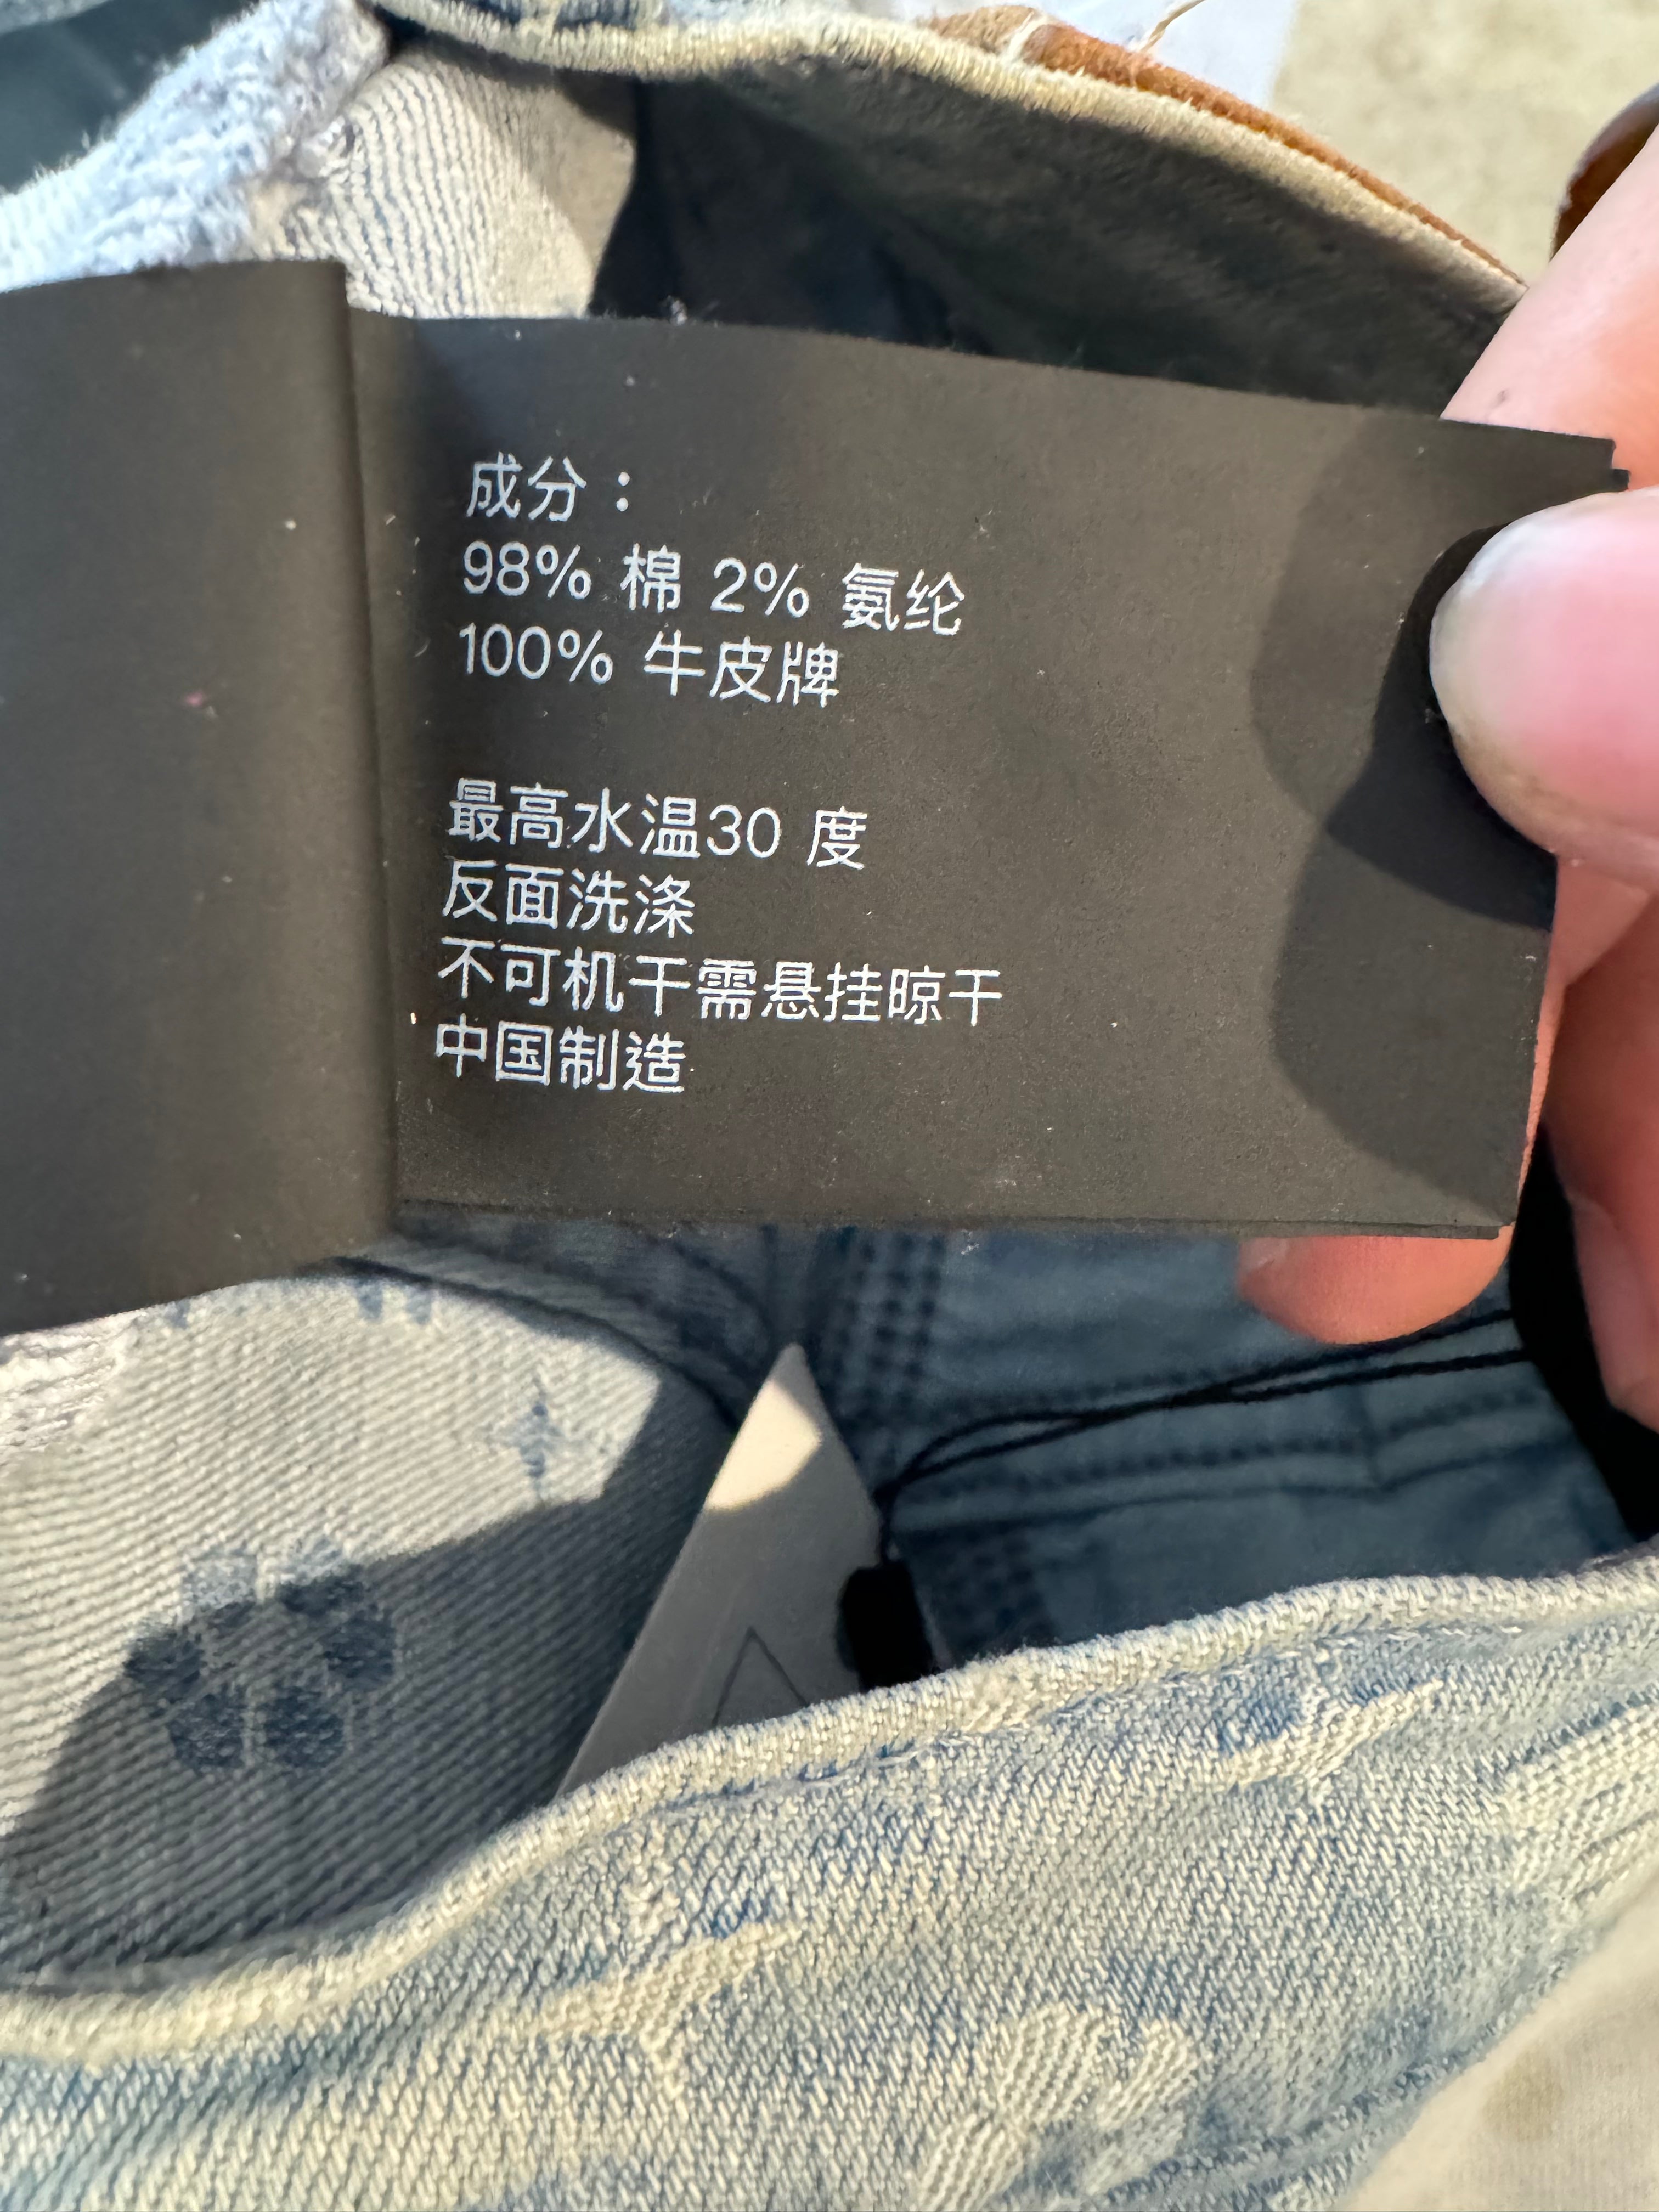 成分：
98% 棉 2% 氨纶
100% 牛皮牌
最高水温30 度
反面洗涤
不可机干需悬挂晾干
中国制造